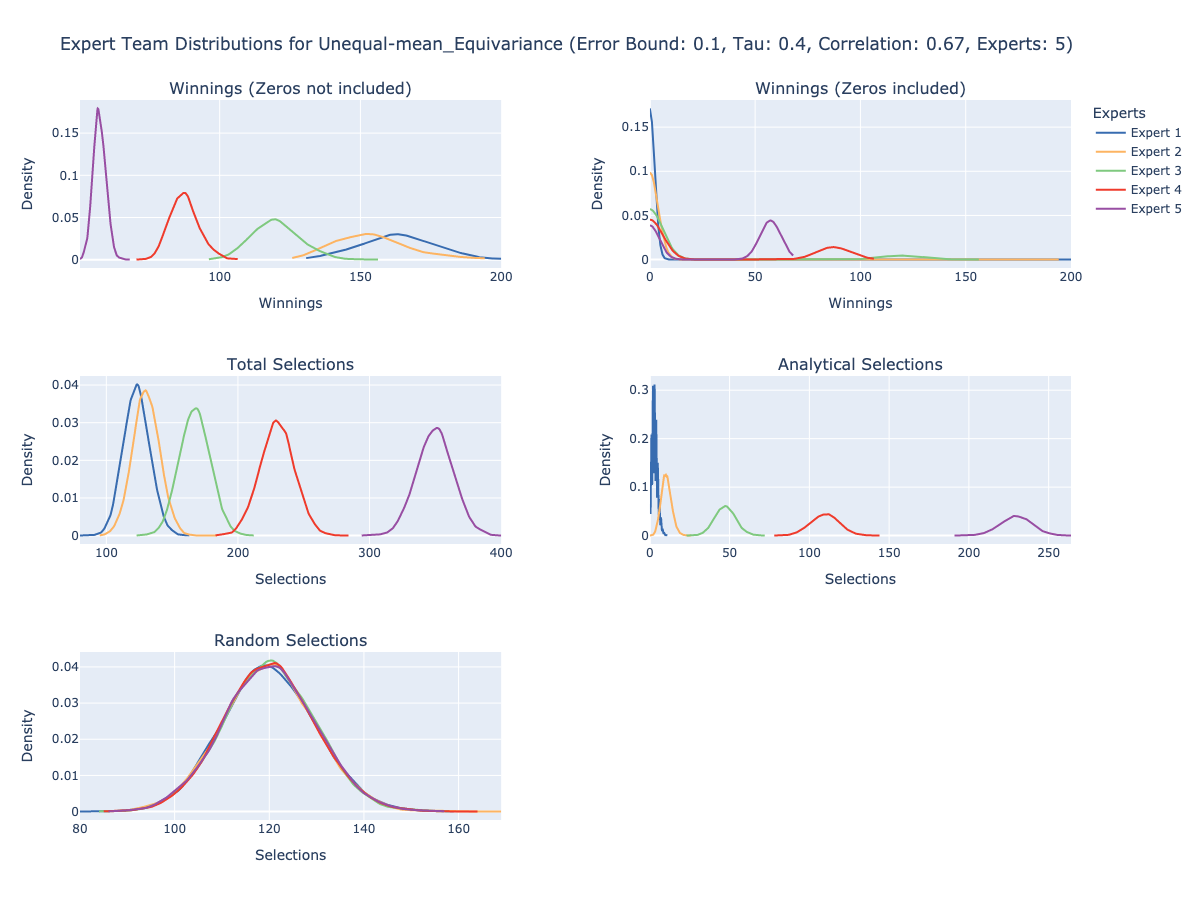 Expert Team Distributions for Unequal-mean_Equivariance (Error Bound: 0.1, Tau: 0.4, Correlation: 0.67, Experts: 5)
Winnings (Zeros not included)
Density
0.15
0.1
0.05
0
100 150 200
Winnings
Winnings (Zeros included)
Density
0.15
0.1
0.05
0
0 50 100 150 200
Winnings
Experts
Expert 1
Expert 2
Expert 3
Expert 4
Expert 5
Total Selections
Density
0.04
0.03
0.02
0.01
0
100 200 300 400
Selections
Analytical Selections
Density
0.3
0.2
0.1
0
0 50 100 150 200 250
Selections
Random Selections
Density
0.04
0.03
0.02
0.01
0
80 100 120 140 160
Selections